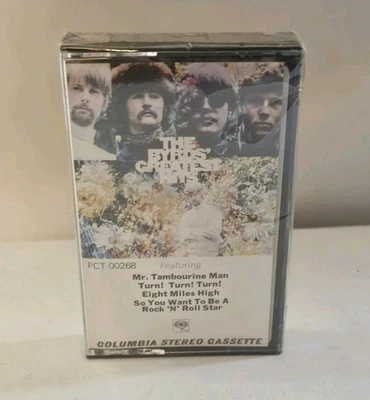 THE
BYRDS'
GREATEST
HITS
PCT 00268 Featuring
Mr. Tambourine Man
Turn! Turn! Turn!
Eight Miles High
So You Want To Be A
Rock 'N' Roll Star
COLUMBIA STEREO CASSETTE